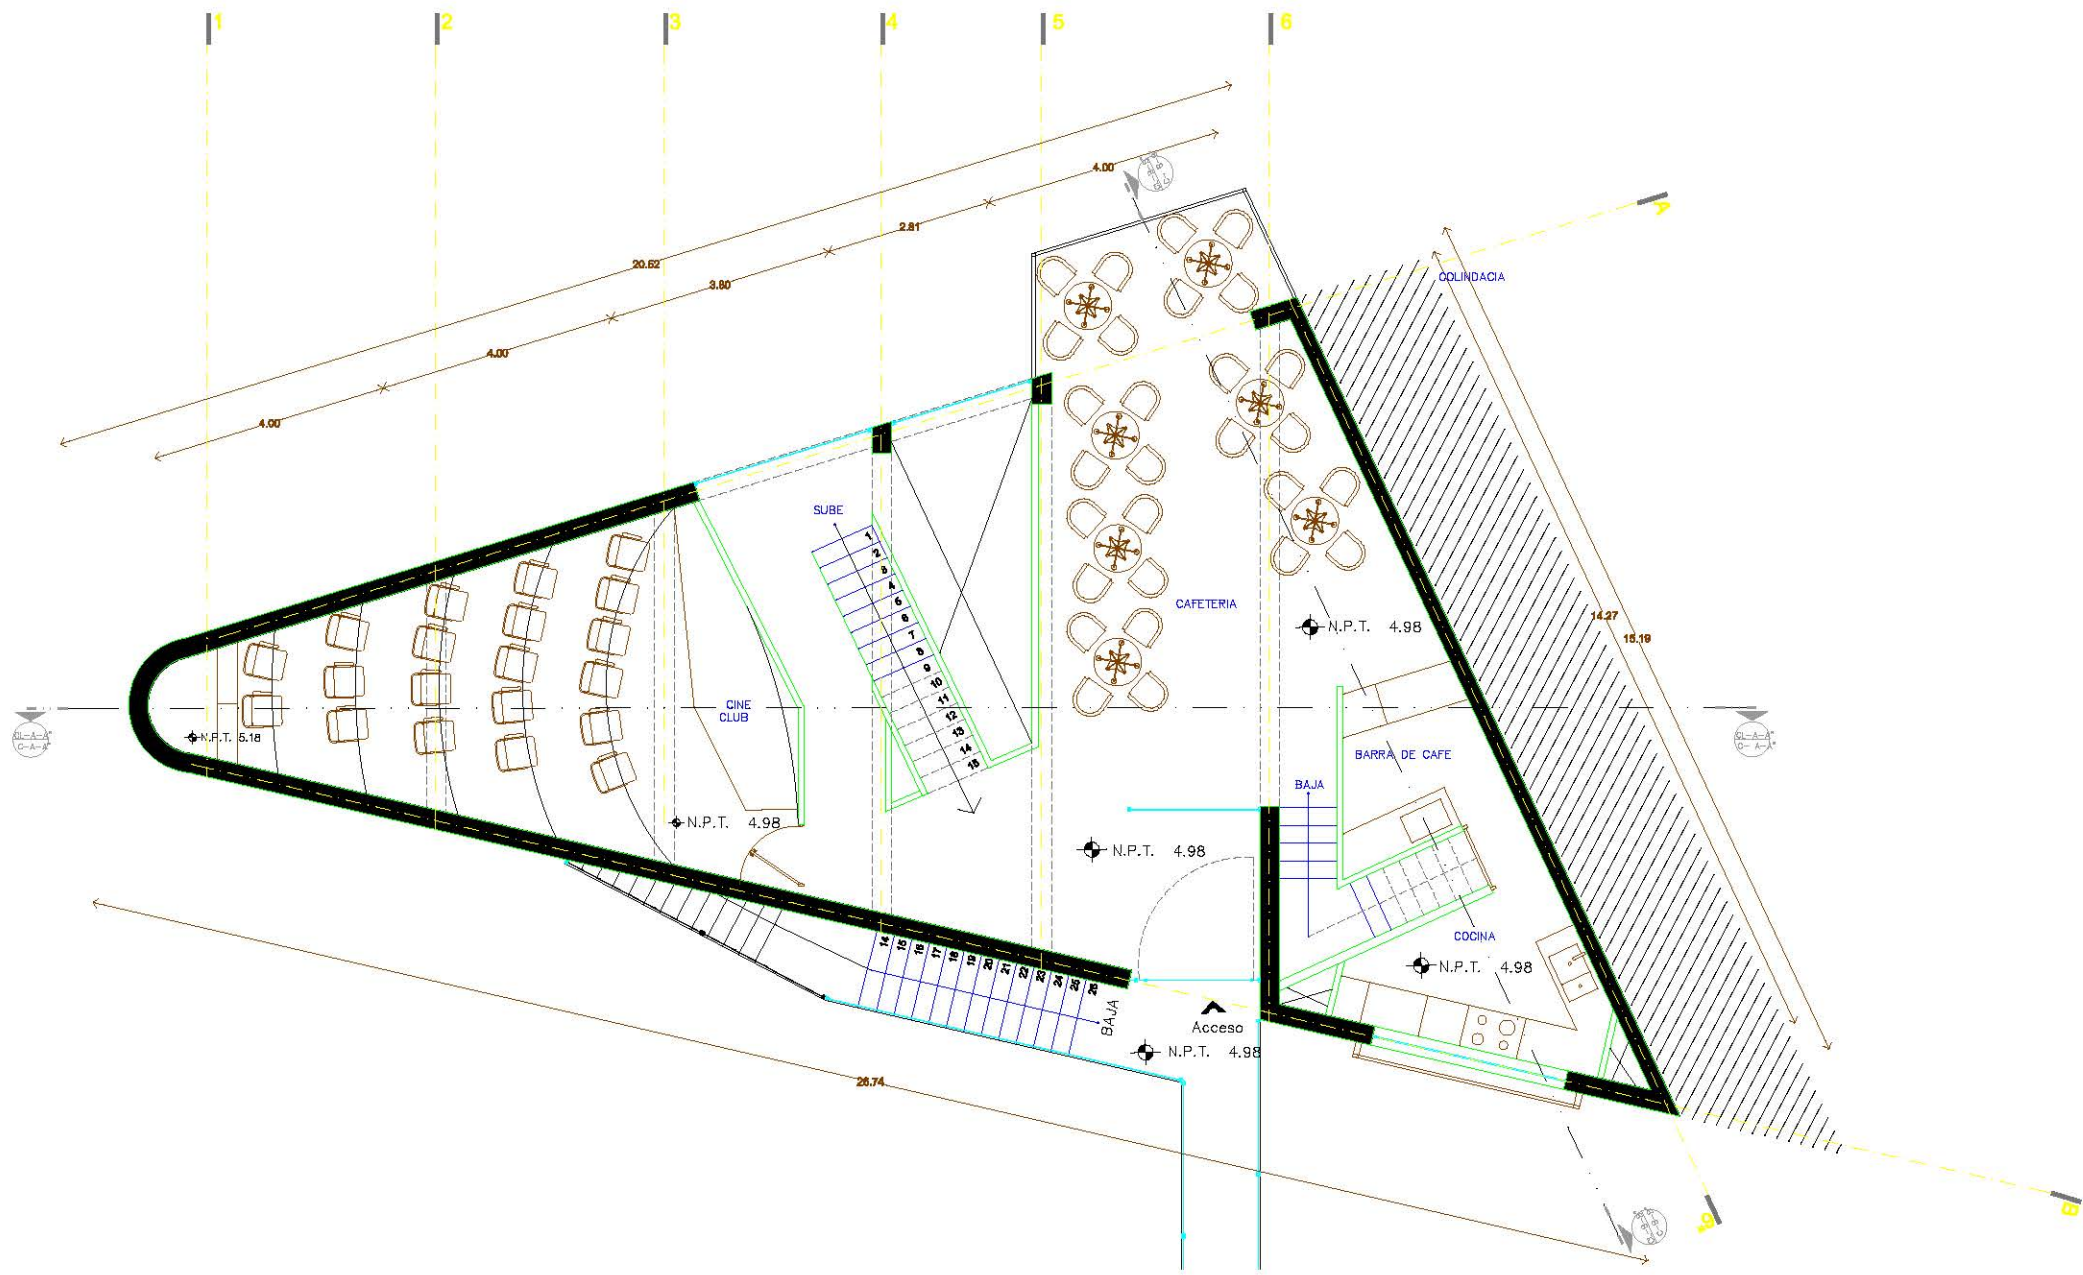 1 2 3 4 5 6
4.00
A
2.81
20.52
COLINDACIA
3.80
4.00
4.00
SUBE
1
2
3
4
5
6
7
8
9
10
11
12
13
14
15
CAFETERIA
14.27
15.19
N.P.T. 4.98
CINE
CLUB
N.P.T. 5.18
CL-A-A"
C-A-A"
CL-A-A"
C- A-A"
BARRA DE CAFE
BAJA
N.P.T. 4.98
N.P.T. 4.98
COCINA
N.P.T. 4.98
14
15
16
17
18
19
20
21
22
23
24
25
26
BAJA
Acceso
N.P.T. 4.98
26.74
B